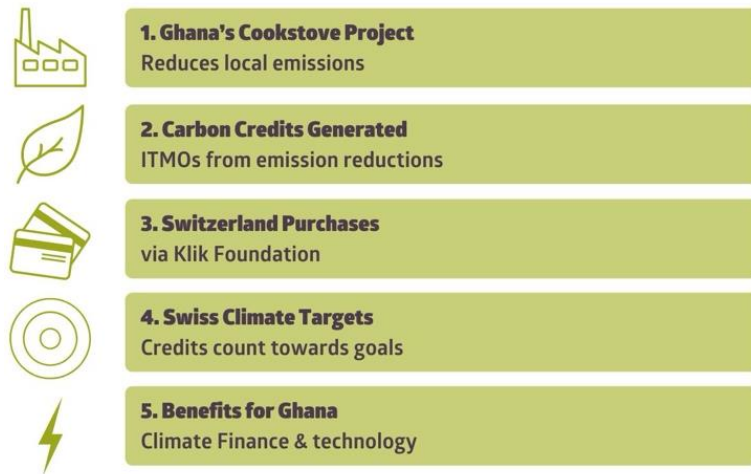 1. Ghana's Cookstove Project
Reduces local emissions
2. Carbon Credits Generated
ITMOs from emission reductions
3. Switzerland Purchases
via Klik Foundation
4. Swiss Climate Targets
Credits count towards goals
5. Benefits for Ghana
Climate Finance & technology